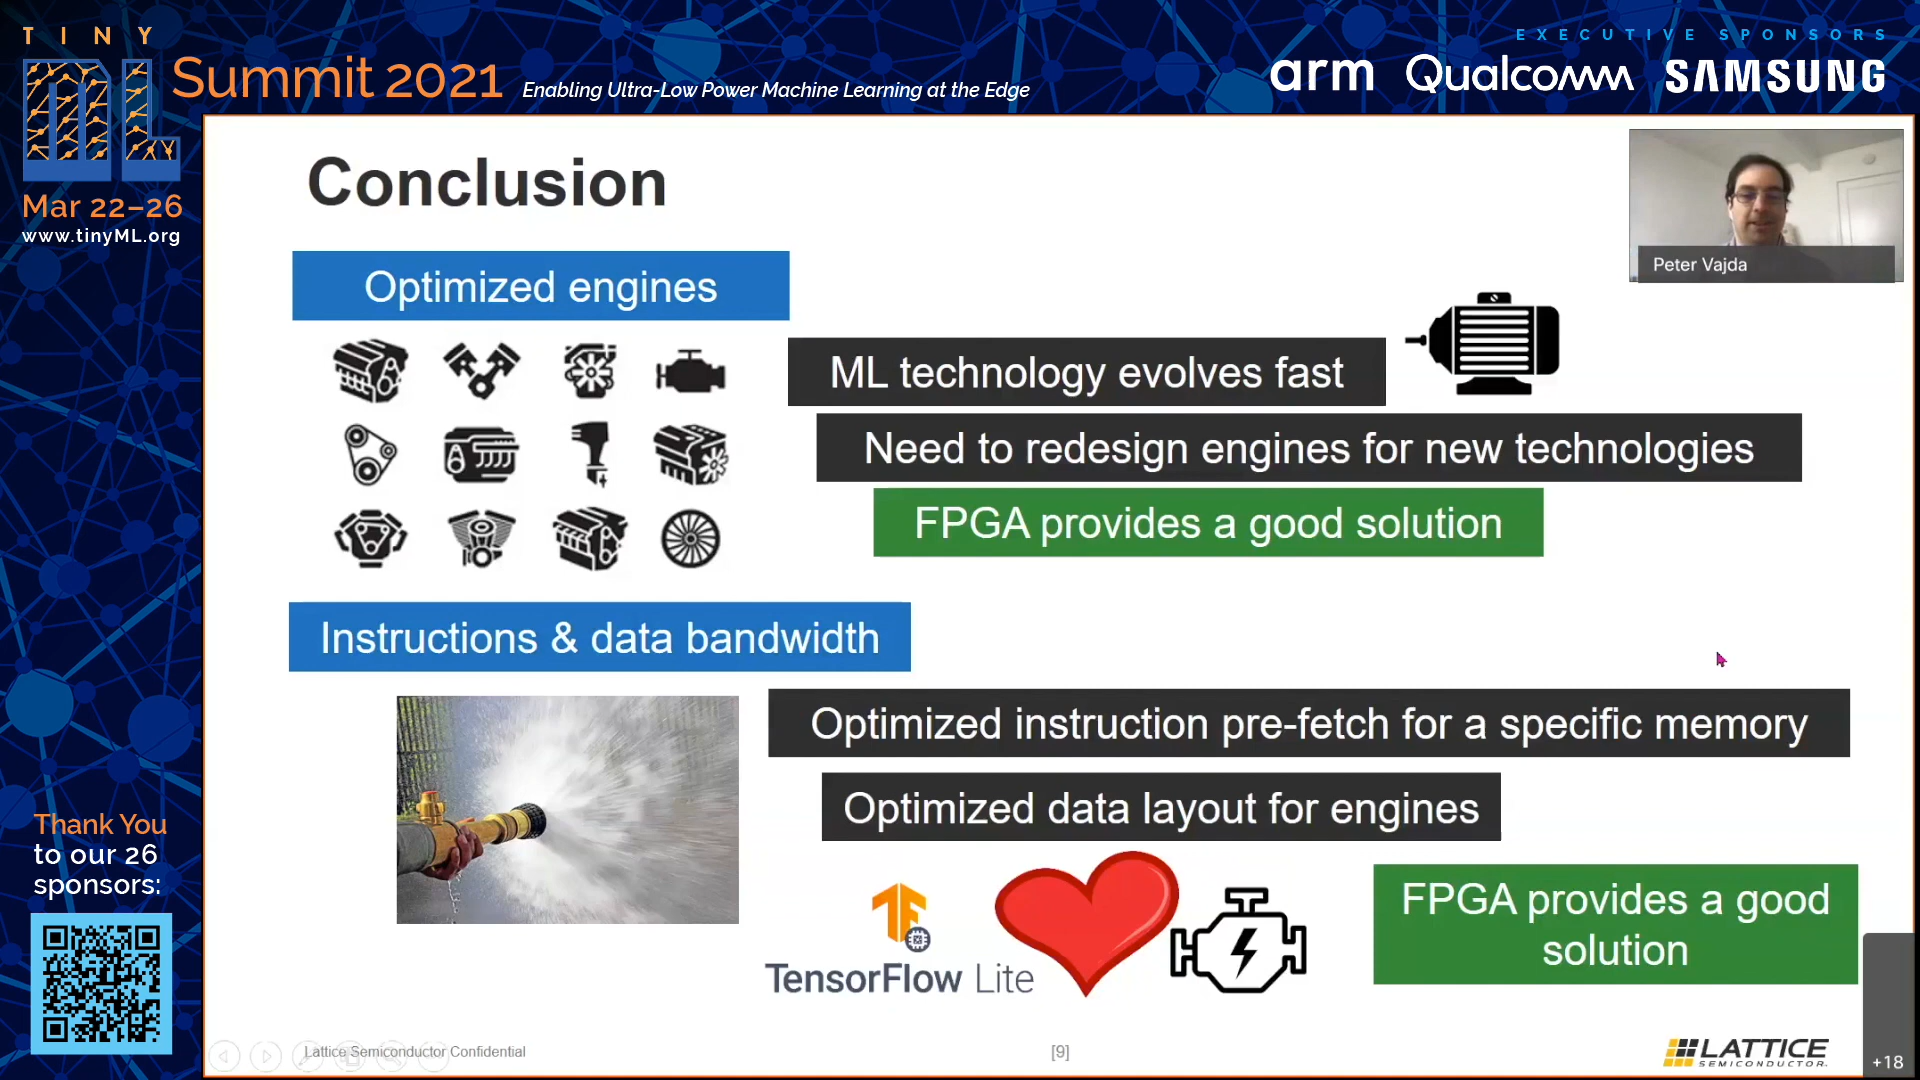 TINY
ML
Summit 2021
Enabling Ultra-Low Power Machine Learning at the Edge
EXECUTIVE SPONSORS
arm
Qualcomm
SAMSUNG
Mar 22–26
www.tinyML.org
Conclusion
Peter Vajda
Optimized engines
ML technology evolves fast
Need to redesign engines for new technologies
FPGA provides a good solution
Instructions & data bandwidth
Optimized instruction pre-fetch for a specific memory
Optimized data layout for engines
TensorFlow Lite
FPGA provides a good
solution
Thank You
to our 26
sponsors:
Lattice Semiconductor Confidential
[9]
LATTICE
SEMICONDUCTOR.
+18